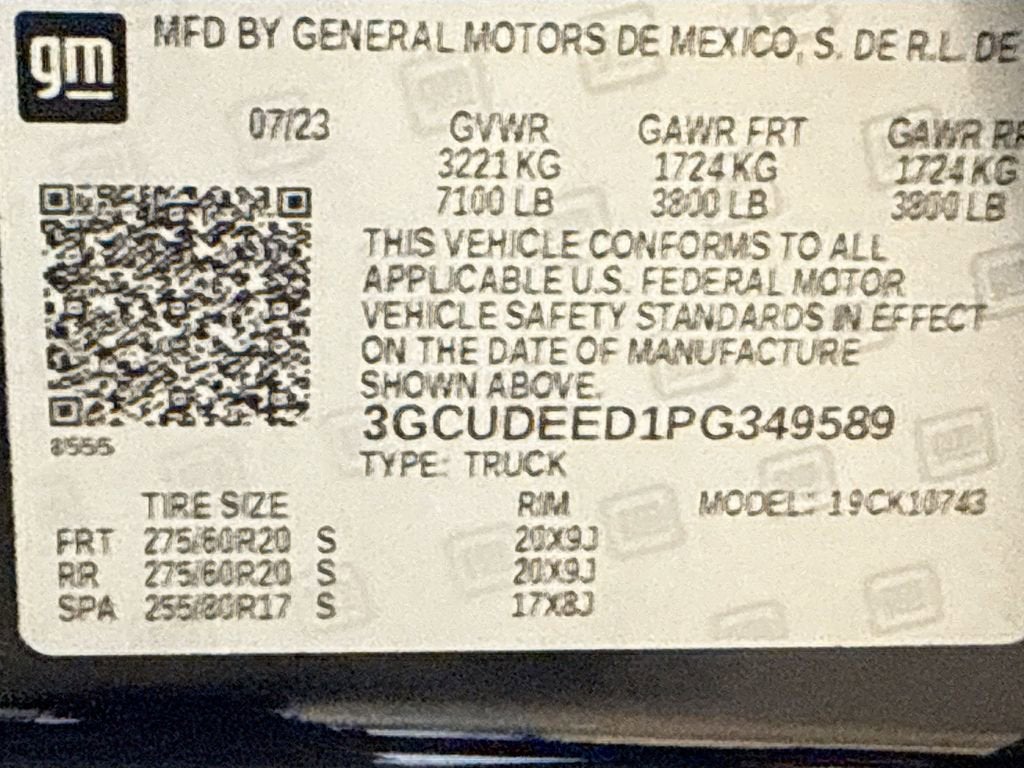 gm
MFD BY GENERAL MOTORS DE MEXICO, S. DE R.L. DE
07/23 GVWR GAWR FRT GAWR RR
3221 KG 1724 KG 1724 KG
7100 LB 3800 LB 3800 LB
THIS VEHICLE CONFORMS TO ALL
APPLICABLE U.S. FEDERAL MOTOR
VEHICLE SAFETY STANDARDS IN EFFECT
ON THE DATE OF MANUFACTURE
SHOWN ABOVE.
3GCUDEED1PG349589
TYPE: TRUCK
TIRE SIZE RIM MODEL: 19CK10743
FRT 275/60R20 S 20X9J
RR 275/60R20 S 20X9J
SPA 255/80R17 S 17X8J